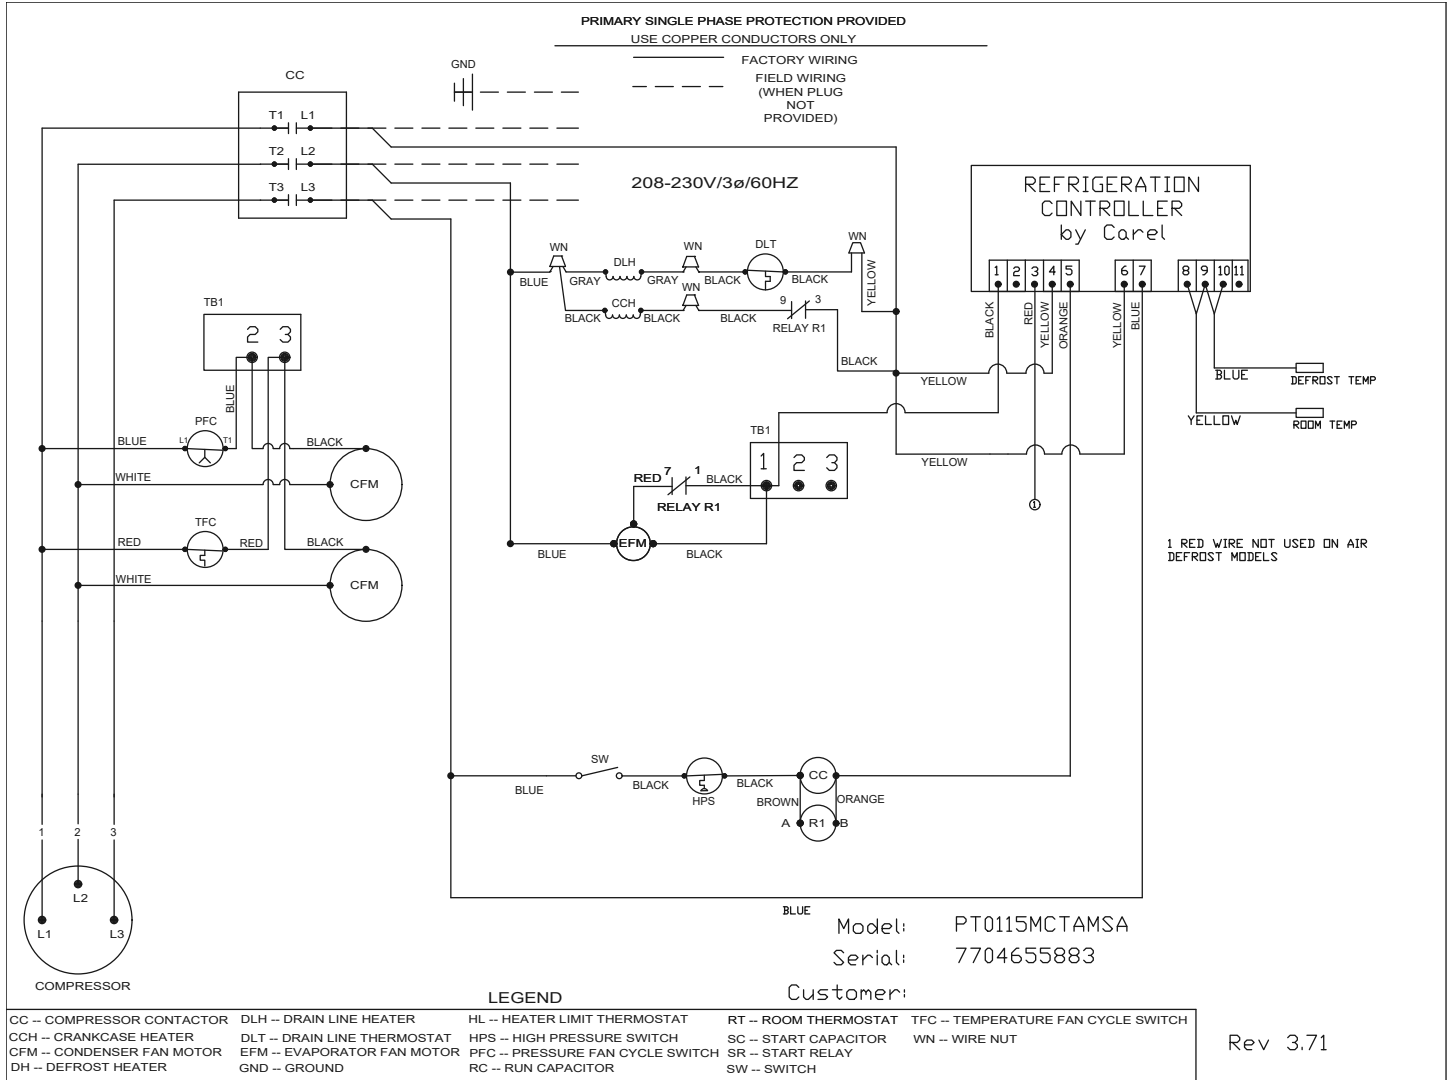 PRIMARY SINGLE PHASE PROTECTION PROVIDED
USE COPPER CONDUCTORS ONLY
FACTORY WIRING
FIELD WIRING
(WHEN PLUG
NOT
PROVIDED)
GND
CC
T1 L1
T2 L2
T3 L3
208-230V/3ø/60HZ
REFRIGERATION
CONTROLLER
by Carel
1 2 3 4 5 6 7 8 9 10 11
BLACK
RED
YELLOW
ORANGE
YELLOW
BLUE
BLUE
DEFROST TEMP
YELLOW
ROOM TEMP
WN
DLH
WN
DLT
WN
BLUE
GRAY
GRAY
BLACK
BLACK
YELLOW
CCH
WN
9 3
BLACK
BLACK
BLACK
RELAY R1
BLACK
YELLOW
YELLOW
TB1
2 3
BLUE
PFC
L1 T1
BLUE
BLACK
WHITE
CFM
TFC
RED
RED
BLACK
WHITE
CFM
TB1
1 2 3
RED 7 1 BLACK
RELAY R1
BLUE
EFM
BLACK
1
1 RED WIRE NOT USED ON AIR
DEFROST MODELS
SW
BLUE
BLACK
HPS
BLACK
CC
BROWN
ORANGE
A R1 B
BLUE
1 2 3
L2
L1 L3
COMPRESSOR
Model: PT0115MCTAMSA
Serial: 7704655883
Customer:
LEGEND
CC -- COMPRESSOR CONTACTOR DLH -- DRAIN LINE HEATER HL -- HEATER LIMIT THERMOSTAT RT -- ROOM THERMOSTAT TFC -- TEMPERATURE FAN CYCLE SWITCH
CCH -- CRANKCASE HEATER DLT -- DRAIN LINE THERMOSTAT HPS -- HIGH PRESSURE SWITCH SC -- START CAPACITOR WN -- WIRE NUT
CFM -- CONDENSER FAN MOTOR EFM -- EVAPORATOR FAN MOTOR PFC -- PRESSURE FAN CYCLE SWITCH SR -- START RELAY
DH -- DEFROST HEATER GND -- GROUND RC -- RUN CAPACITOR SW -- SWITCH
Rev 3.71